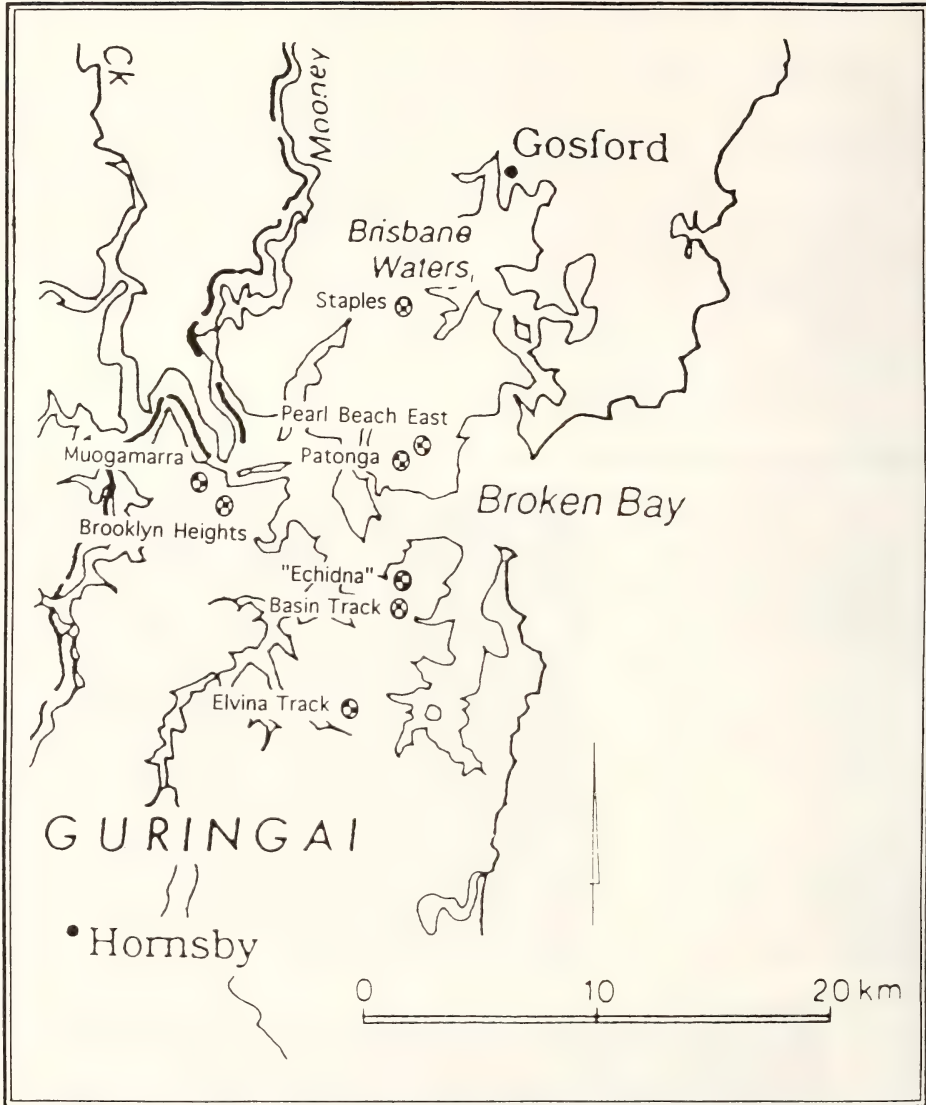 Ck
Mooney
Gosford
Brisbane
Waters
Staples
Pearl Beach East
Patonga
Muogamarra
Broken Bay
Brooklyn Heights
"Echidna"
Basin Track
Elvina Track
GURINGAI
Hornsby
0 10 20 km